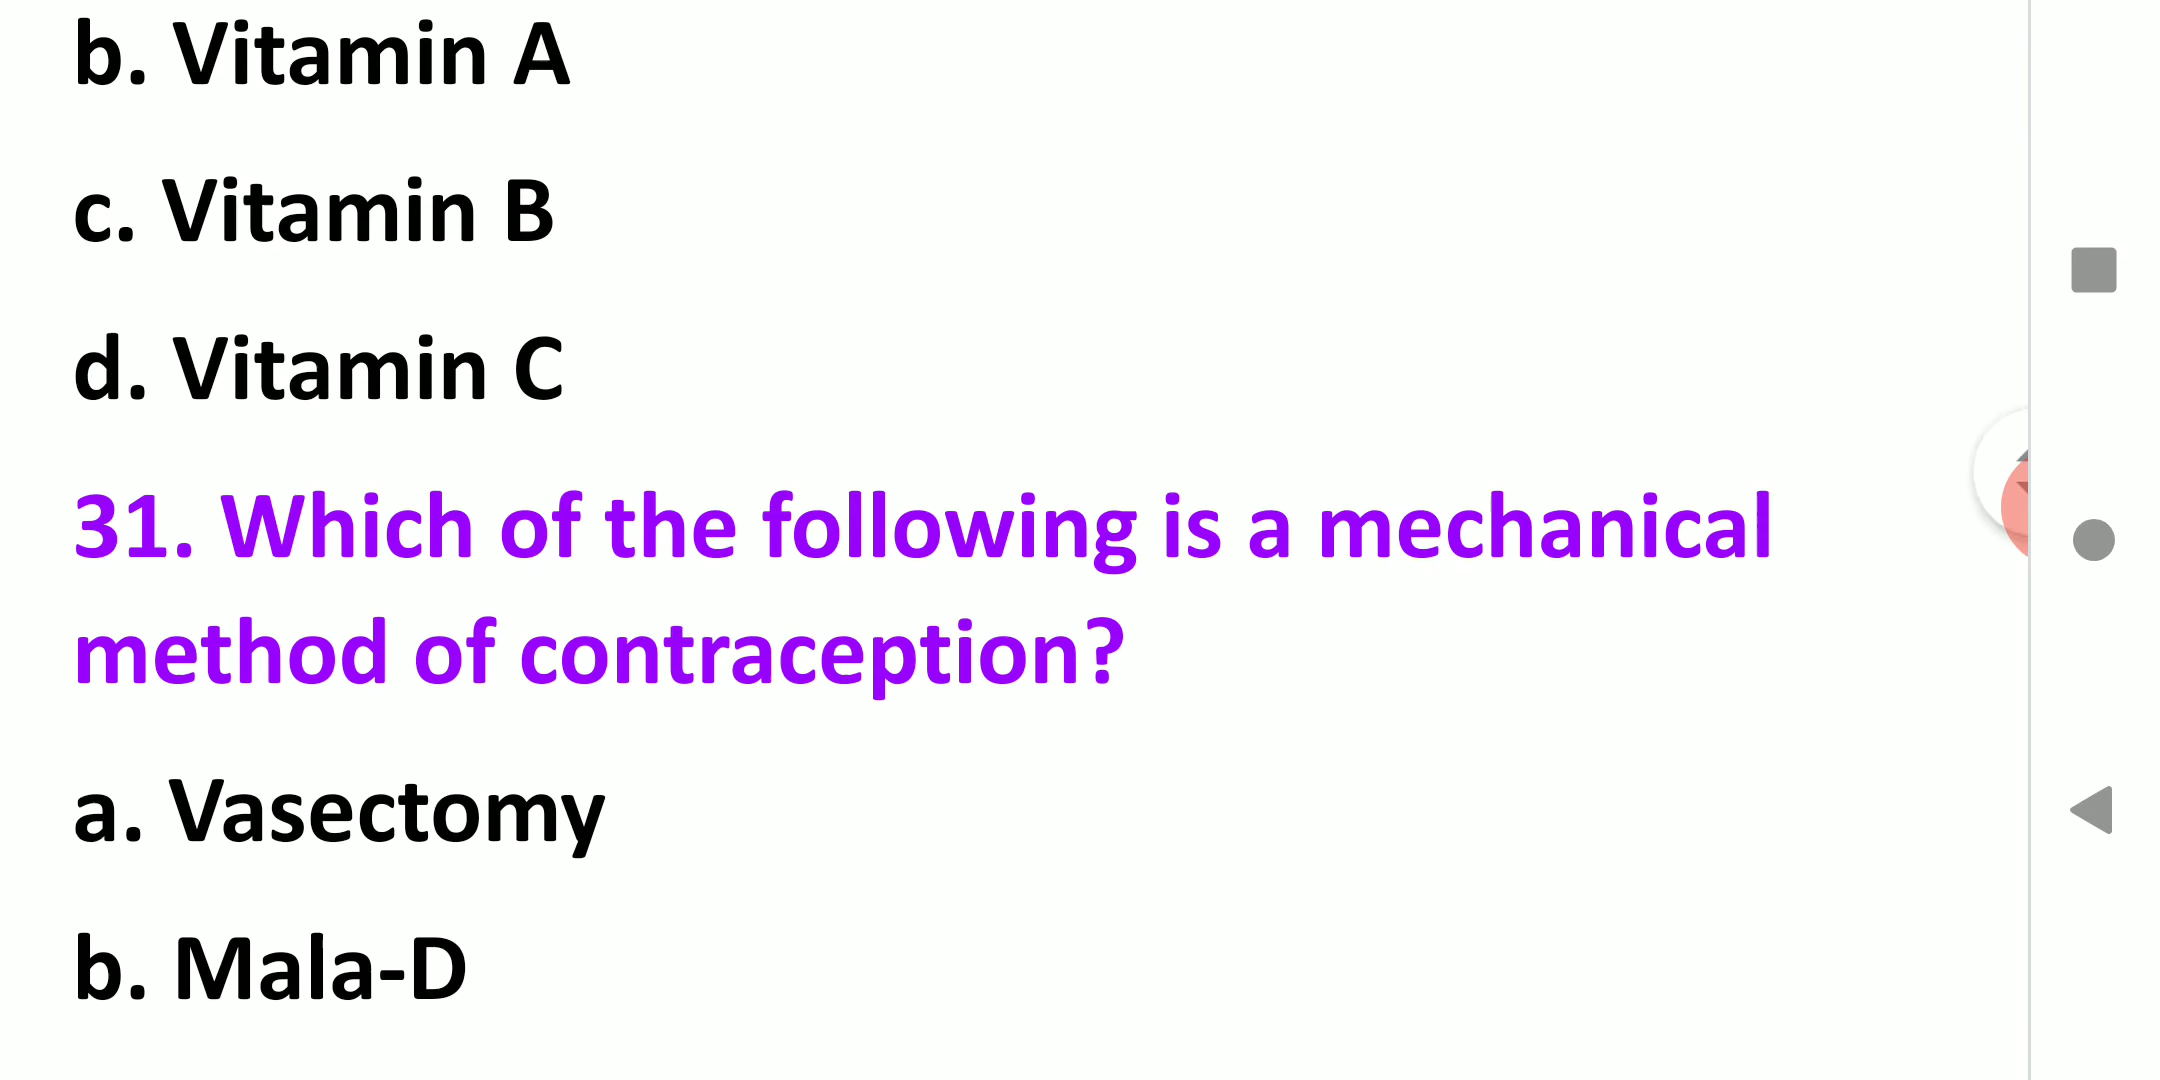 b. Vitamin A
c. Vitamin B
d. Vitamin C
31. Which of the following is a mechanical
method of contraception?
a. Vasectomy
b. Mala-D